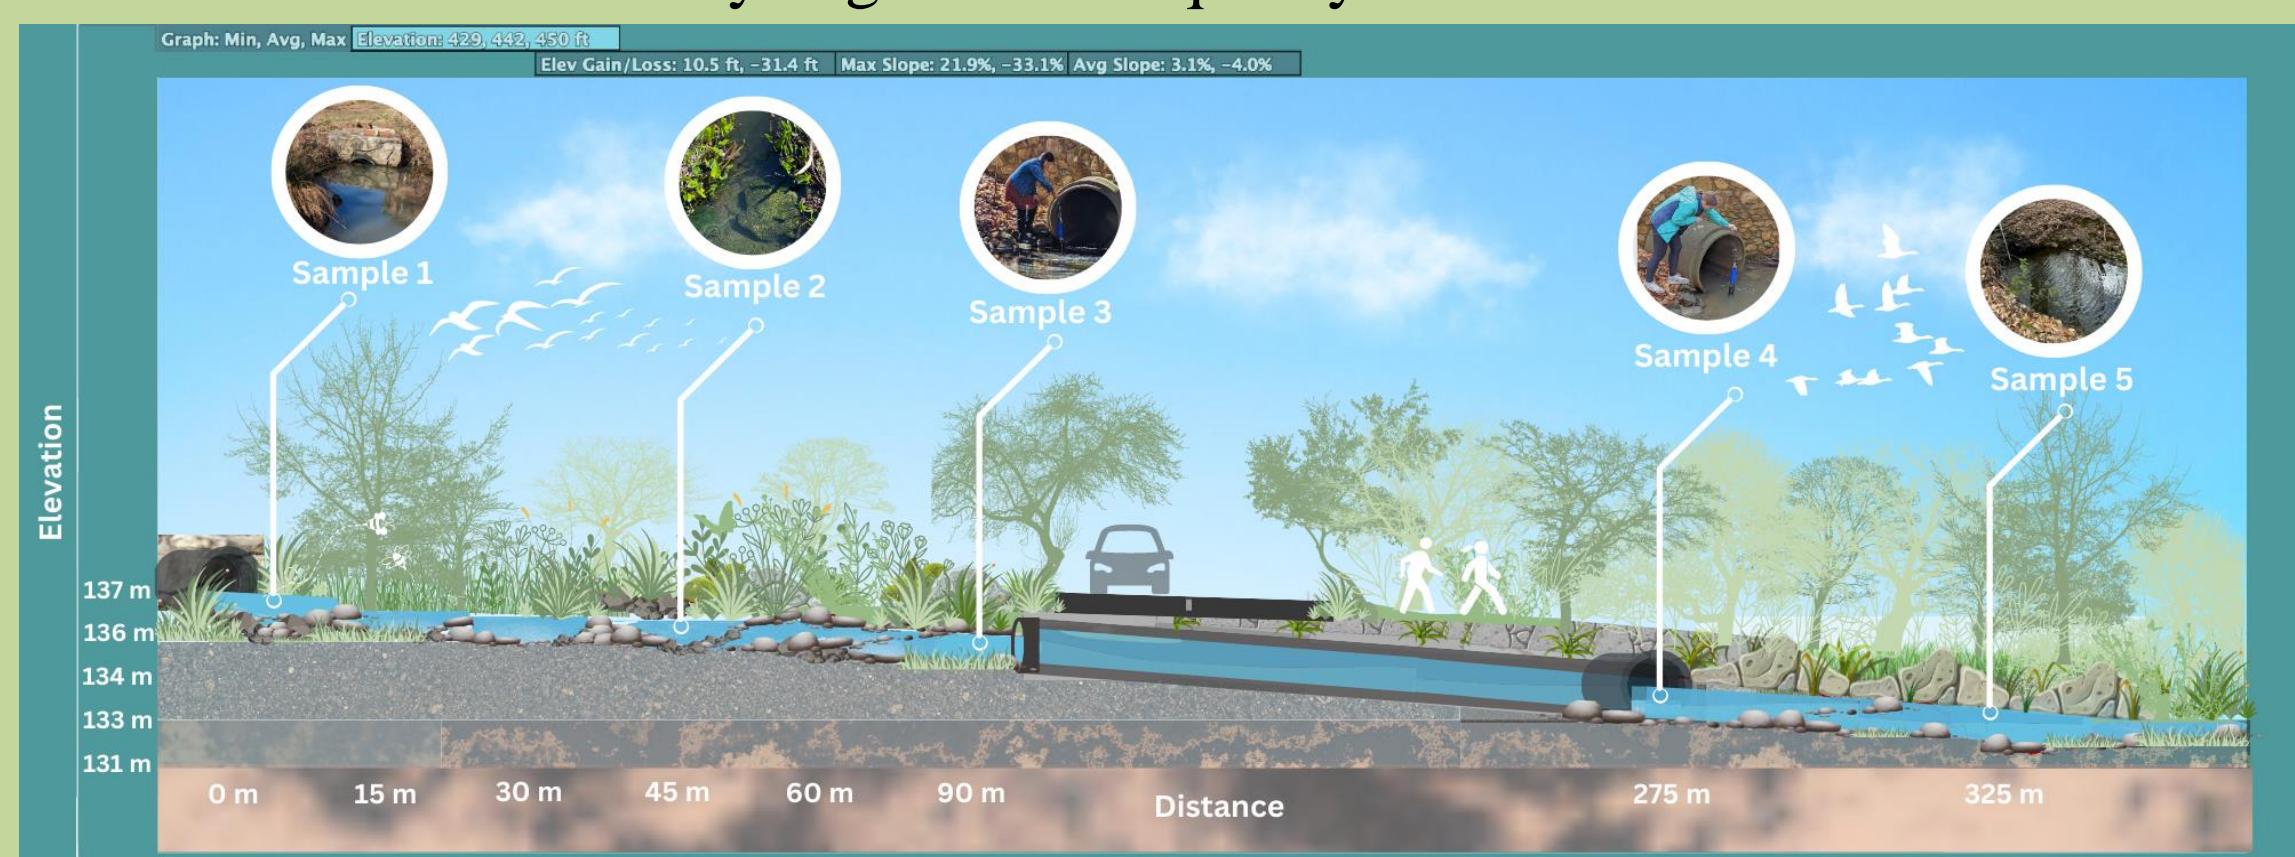 Graph: Min, Avg, Max Elevation: 429, 442, 450 ft
Elev Gain/Loss: 10.5 ft, -31.4 ft Max Slope: 21.9%, -33.1% Avg Slope: 3.1%, -4.0%
Sample 1
Sample 2
Sample 3
Sample 4
Sample 5
Elevation
137 m
136 m
134 m
133 m
131 m
0 m 15 m 30 m 45 m 60 m 90 m 275 m 325 m
Distance